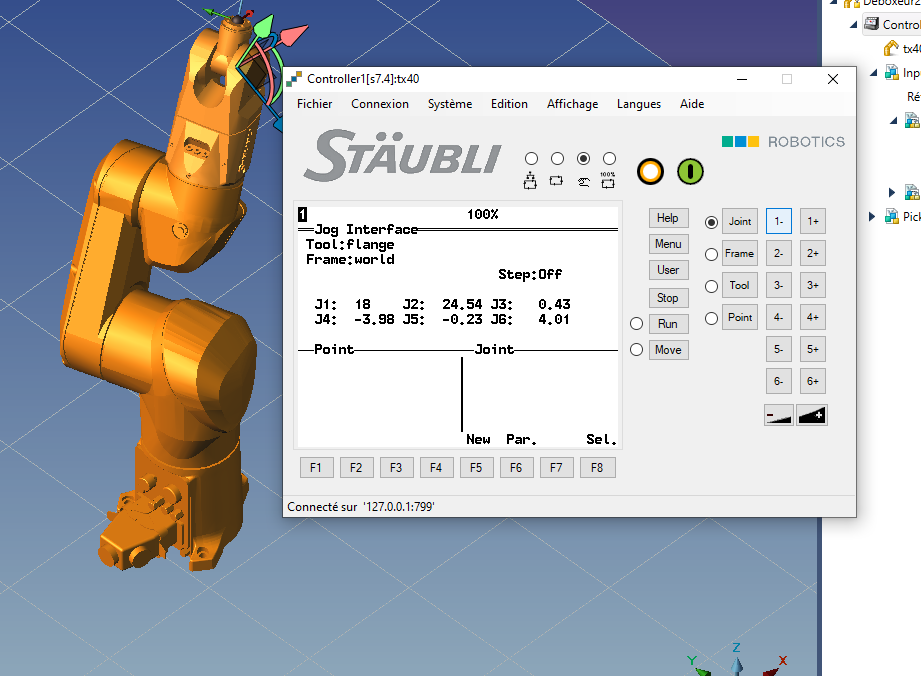 Deboxeur2
Control
tx40
Inp
Ré
Pick
Controller1[s7.4]:tx40
Fichier Connexion Système Edition Affichage Langues Aide
STÄUBLI
100%
ROBOTICS
1 100%
Jog Interface
Tool:flange
Frame:world
Step:Off
J1: 18 J2: 24.54 J3: 0.43
J4: -3.98 J5: -0.23 J6: 4.01
Point Joint
New Par. Sel.
Help
Menu
User
Stop
Run
Move
Joint 1- 1+
Frame 2- 2+
Tool 3- 3+
Point 4- 4+
5- 5+
6- 6+
- +
F1 F2 F3 F4 F5 F6 F7 F8
Connecté sur '127.0.0.1:799'
Y Z X